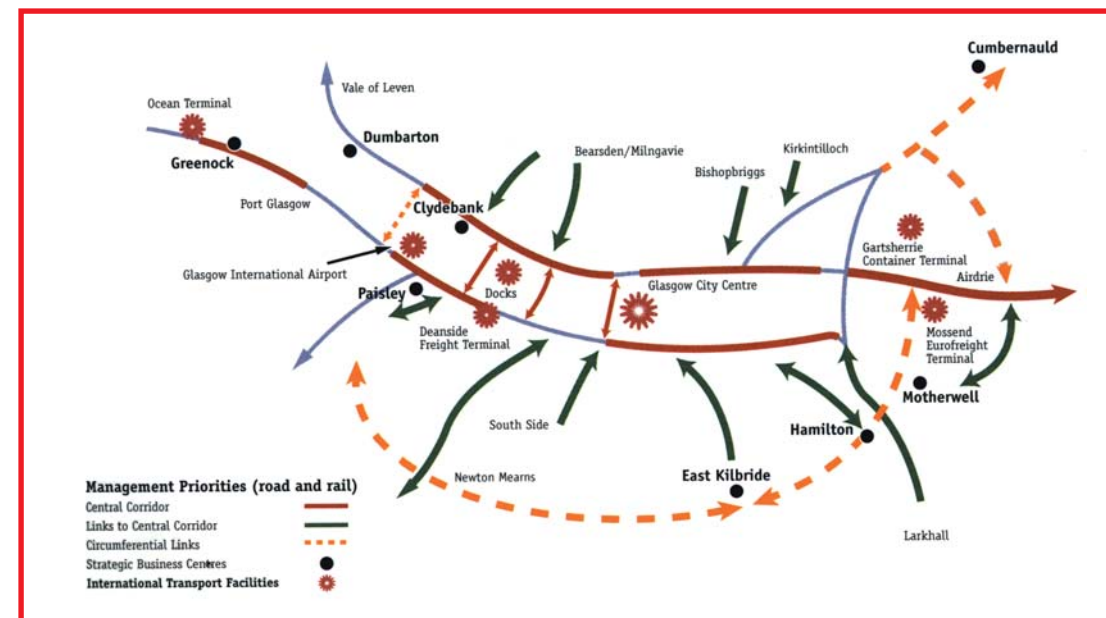 Cumbernauld
Vale of Leven
Ocean Terminal
Dumbarton
Greenock
Bearsden/Milngavie
Kirkintilloch
Bishopbriggs
Port Glasgow
Clydebank
Gartsherrie
Container Terminal
Glasgow International Airport
Airdrie
Glasgow City Centre
Paisley
Docks
Deanside
Freight Terminal
Mossend
Eurofreight
Terminal
Motherwell
South Side
Hamilton
Newton Mearns
East Kilbride
Larkhall
Management Priorities (road and rail)
Central Corridor
Links to Central Corridor
Circumferential Links
Strategic Business Centres
International Transport Facilities